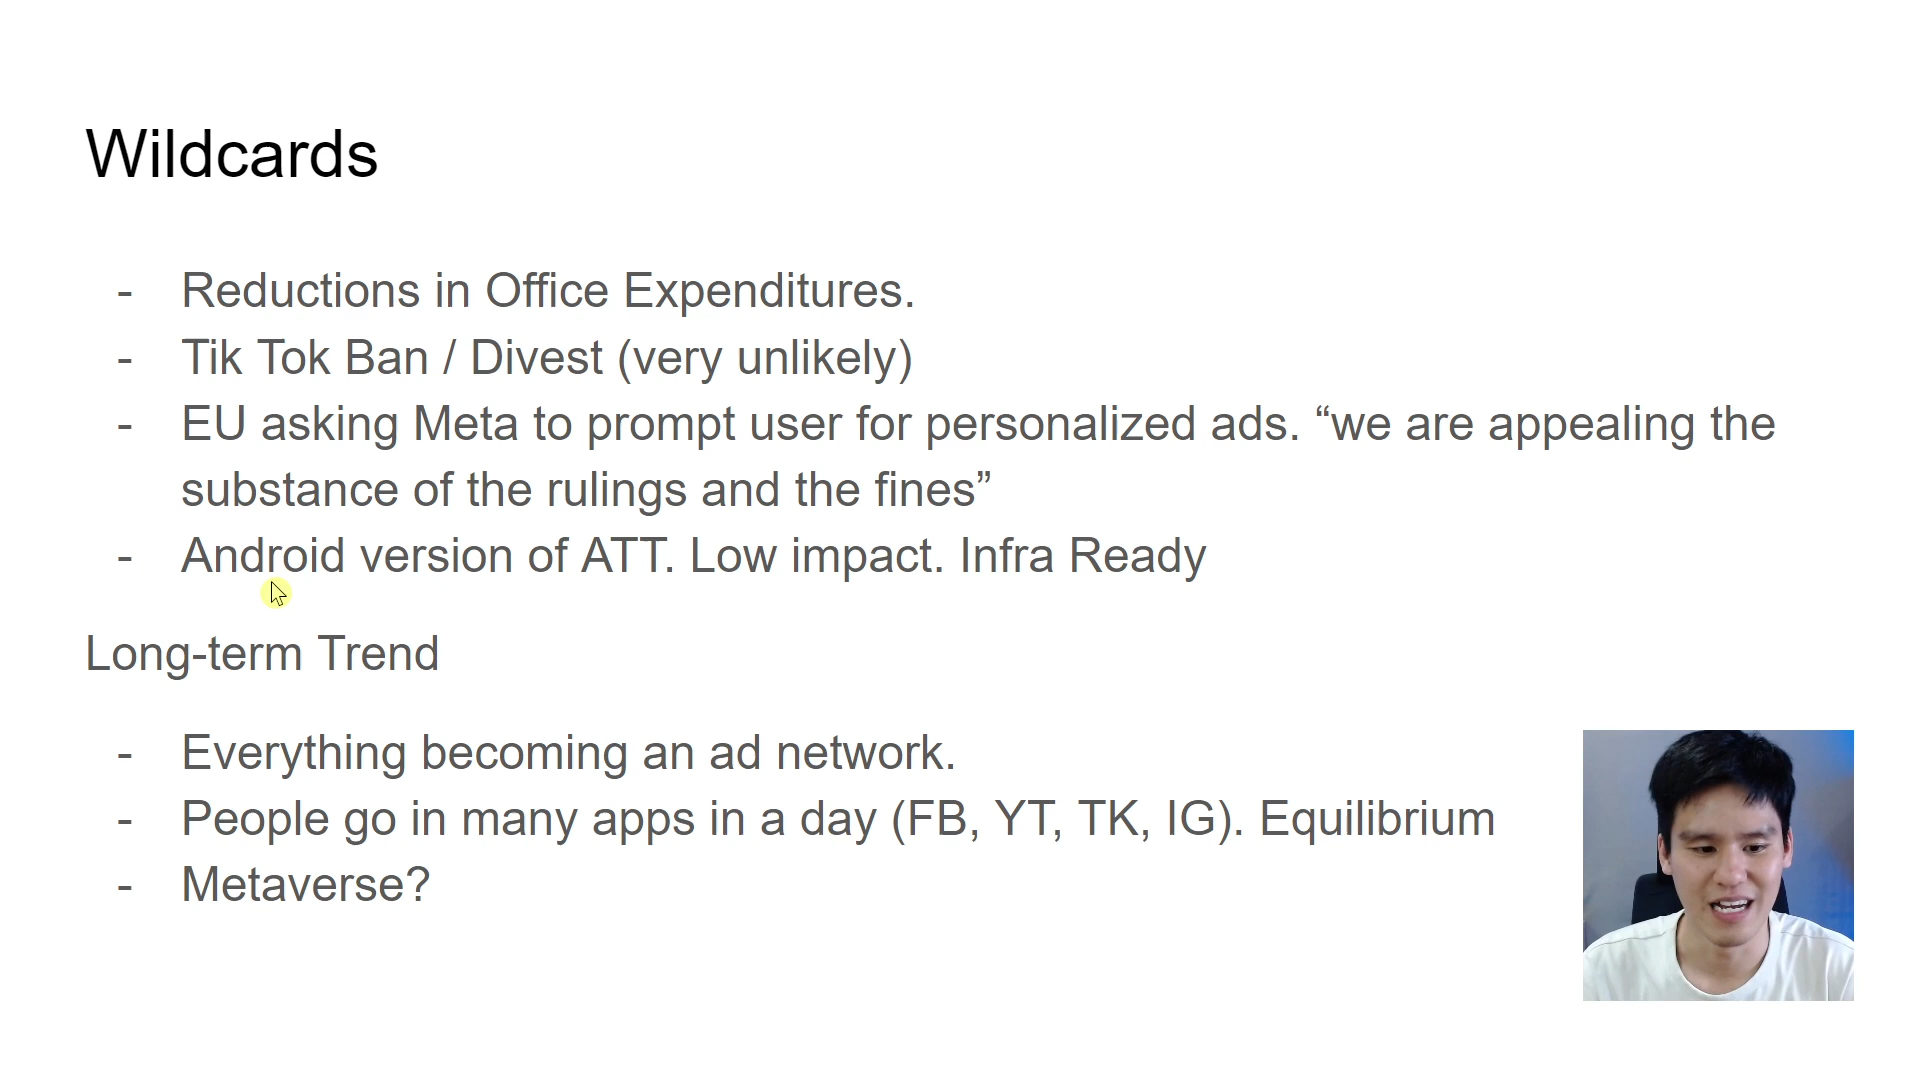 Wildcards
- Reductions in Office Expenditures.
- Tik Tok Ban / Divest (very unlikely)
- EU asking Meta to prompt user for personalized ads. “we are appealing the
substance of the rulings and the fines”
- Android version of ATT. Low impact. Infra Ready
Long-term Trend
- Everything becoming an ad network.
- People go in many apps in a day (FB, YT, TK, IG). Equilibrium
- Metaverse?